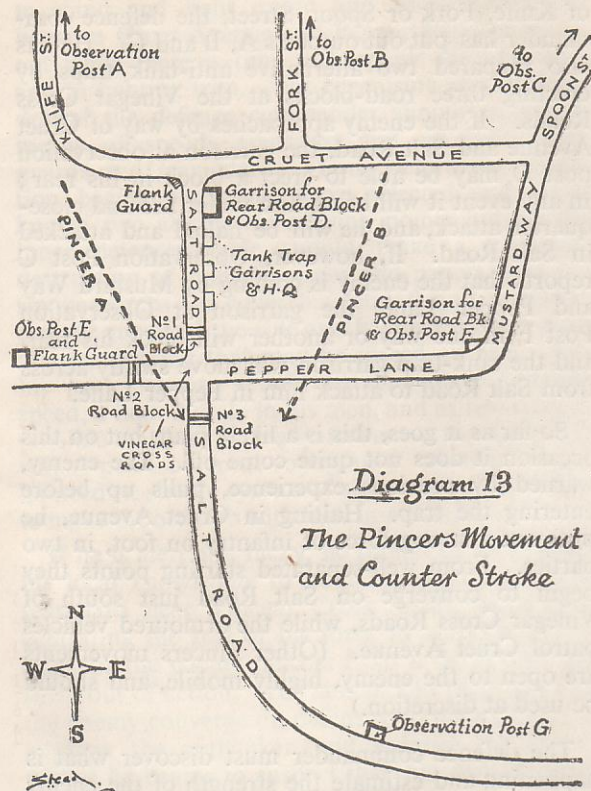 to
Observation
Post A
to
Obs. Post B
to
Obs.
Post C
KNIFE ST.
FORK ST.
SPOON ST.
CRUET AVENUE
Flank
Guard
Garrison for
Rear Road Block
& Obs. Post D.
SALT ROAD
Tank Trap
Garrisons
& H.Q
PINCER A
PINCER B
MUSTARD WAY
Garrison for
Rear Road Bk.
& Obs. Post F.
Obs. Post E
and Flank Guard
No 1
Road
Block
PEPPER LANE
No 2
Road Block
No 3
Road
Block
VINEGAR
CROSS
ROADS
SALT ROAD
Diagram 13
The Pincers Movement
and Counter Stroke
N
W
E
S
Observation Post G